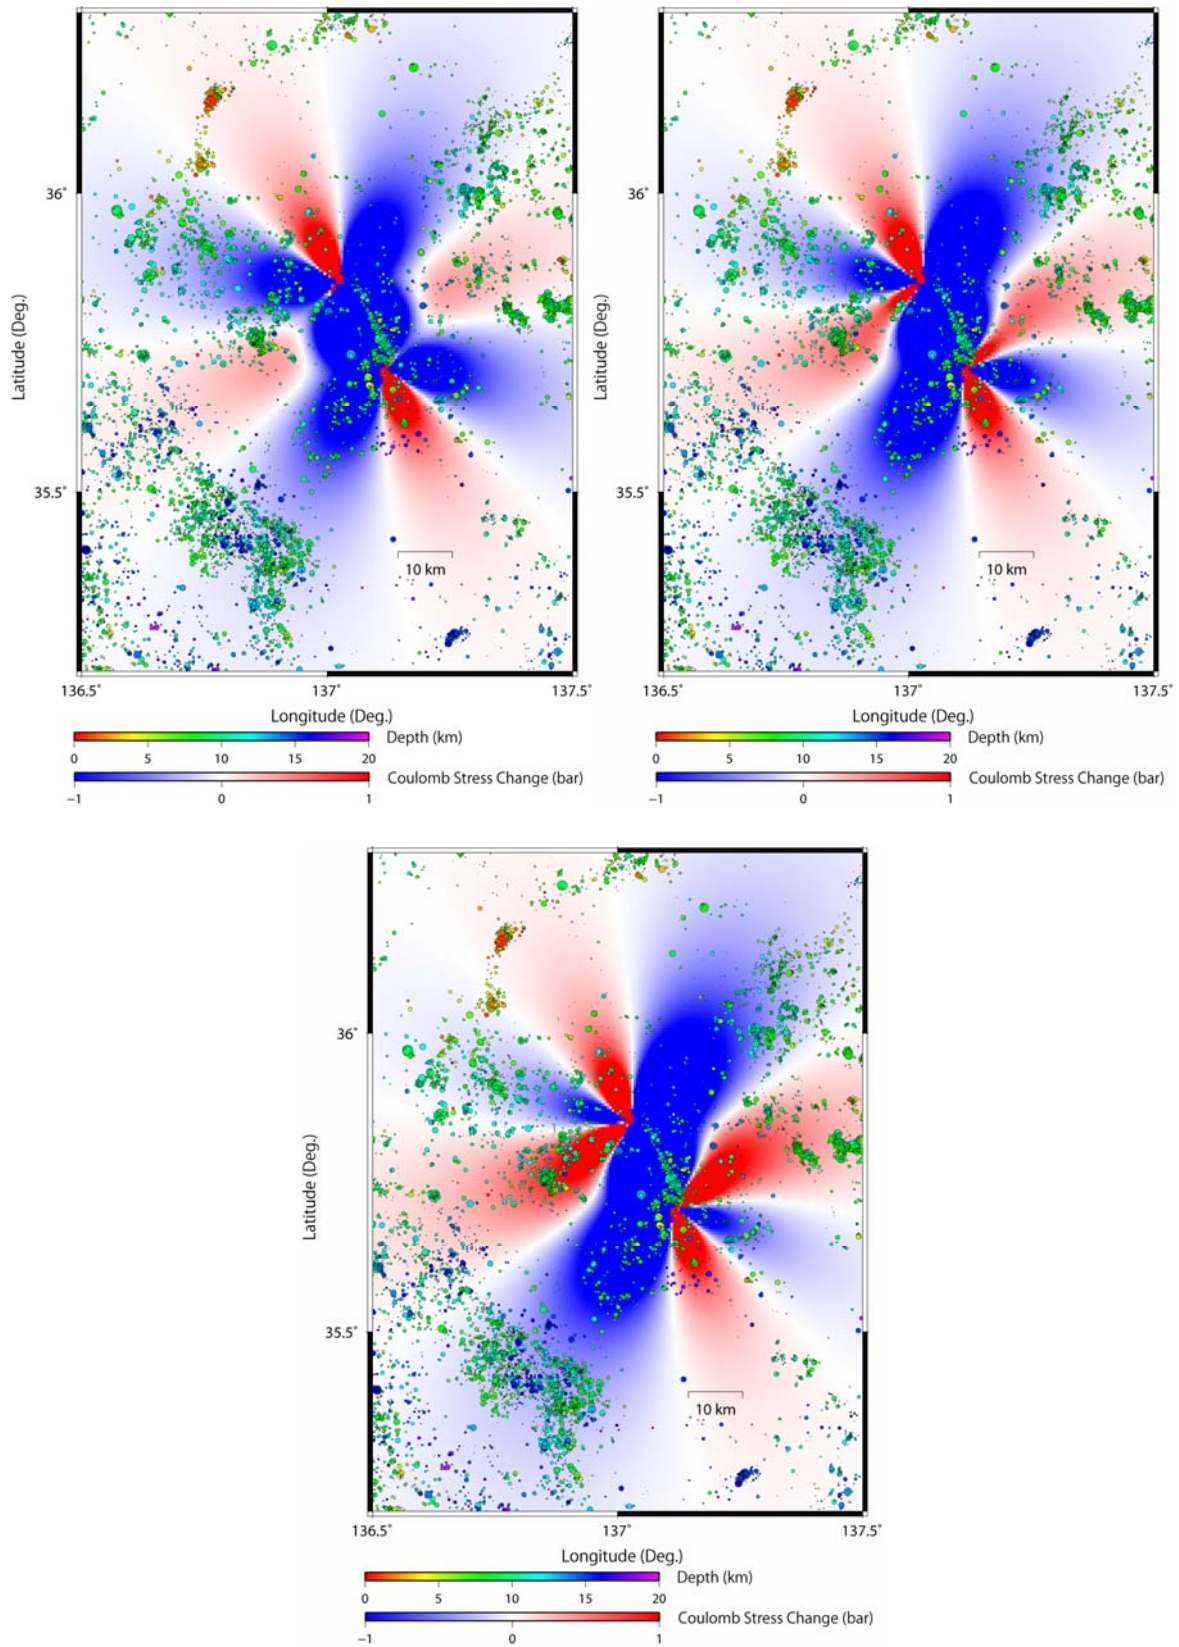 36˚
35.5˚
Latitude (Deg.)
10 km
136.5˚ 137˚ 137.5˚
Longitude (Deg.)
Depth (km)
0 5 10 15 20
Coulomb Stress Change (bar)
−1 0 1
36˚
35.5˚
Latitude (Deg.)
10 km
136.5˚ 137˚ 137.5˚
Longitude (Deg.)
Depth (km)
0 5 10 15 20
Coulomb Stress Change (bar)
−1 0 1
36˚
35.5˚
Latitude (Deg.)
10 km
136.5˚ 137˚ 137.5˚
Longitude (Deg.)
Depth (km)
0 5 10 15 20
Coulomb Stress Change (bar)
−1 0 1